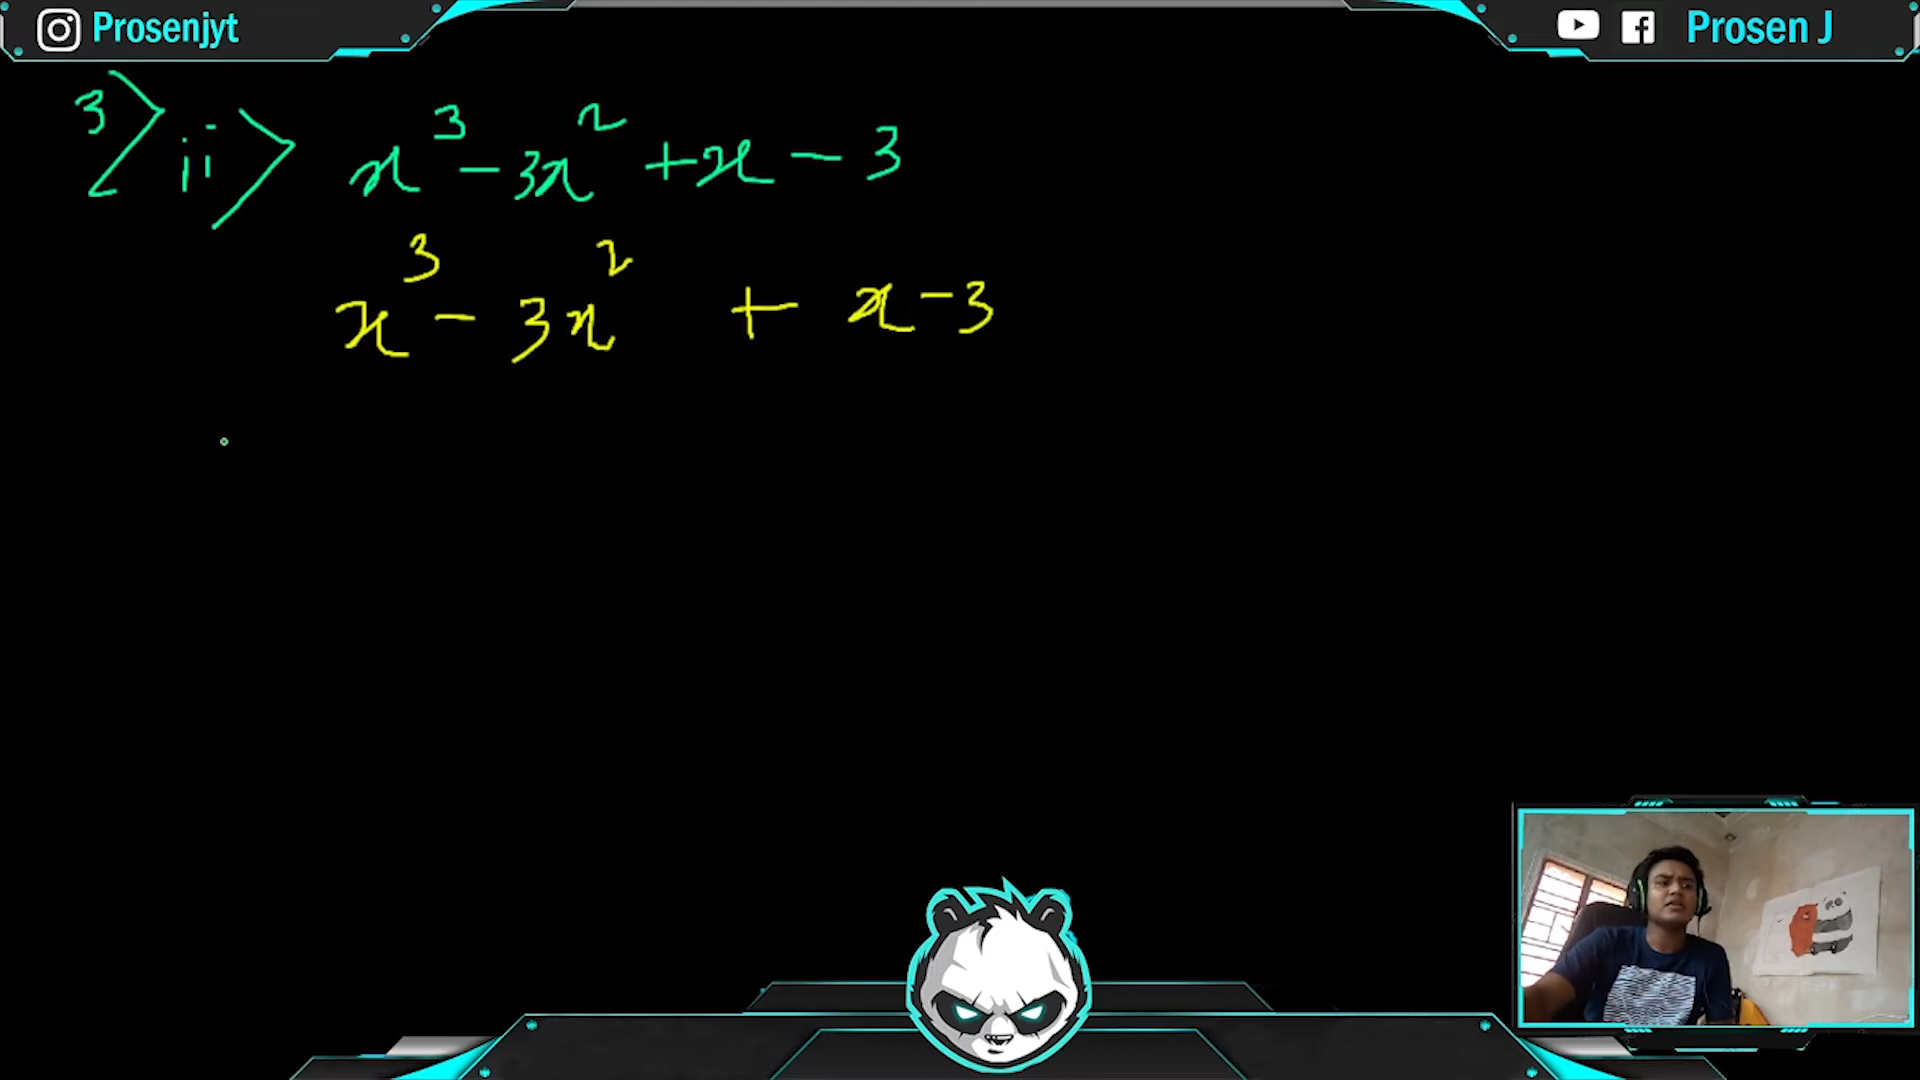 Prosenjyt
Prosen J
3> ii> x³ - 3x² + x - 3
x³ - 3x² + x - 3